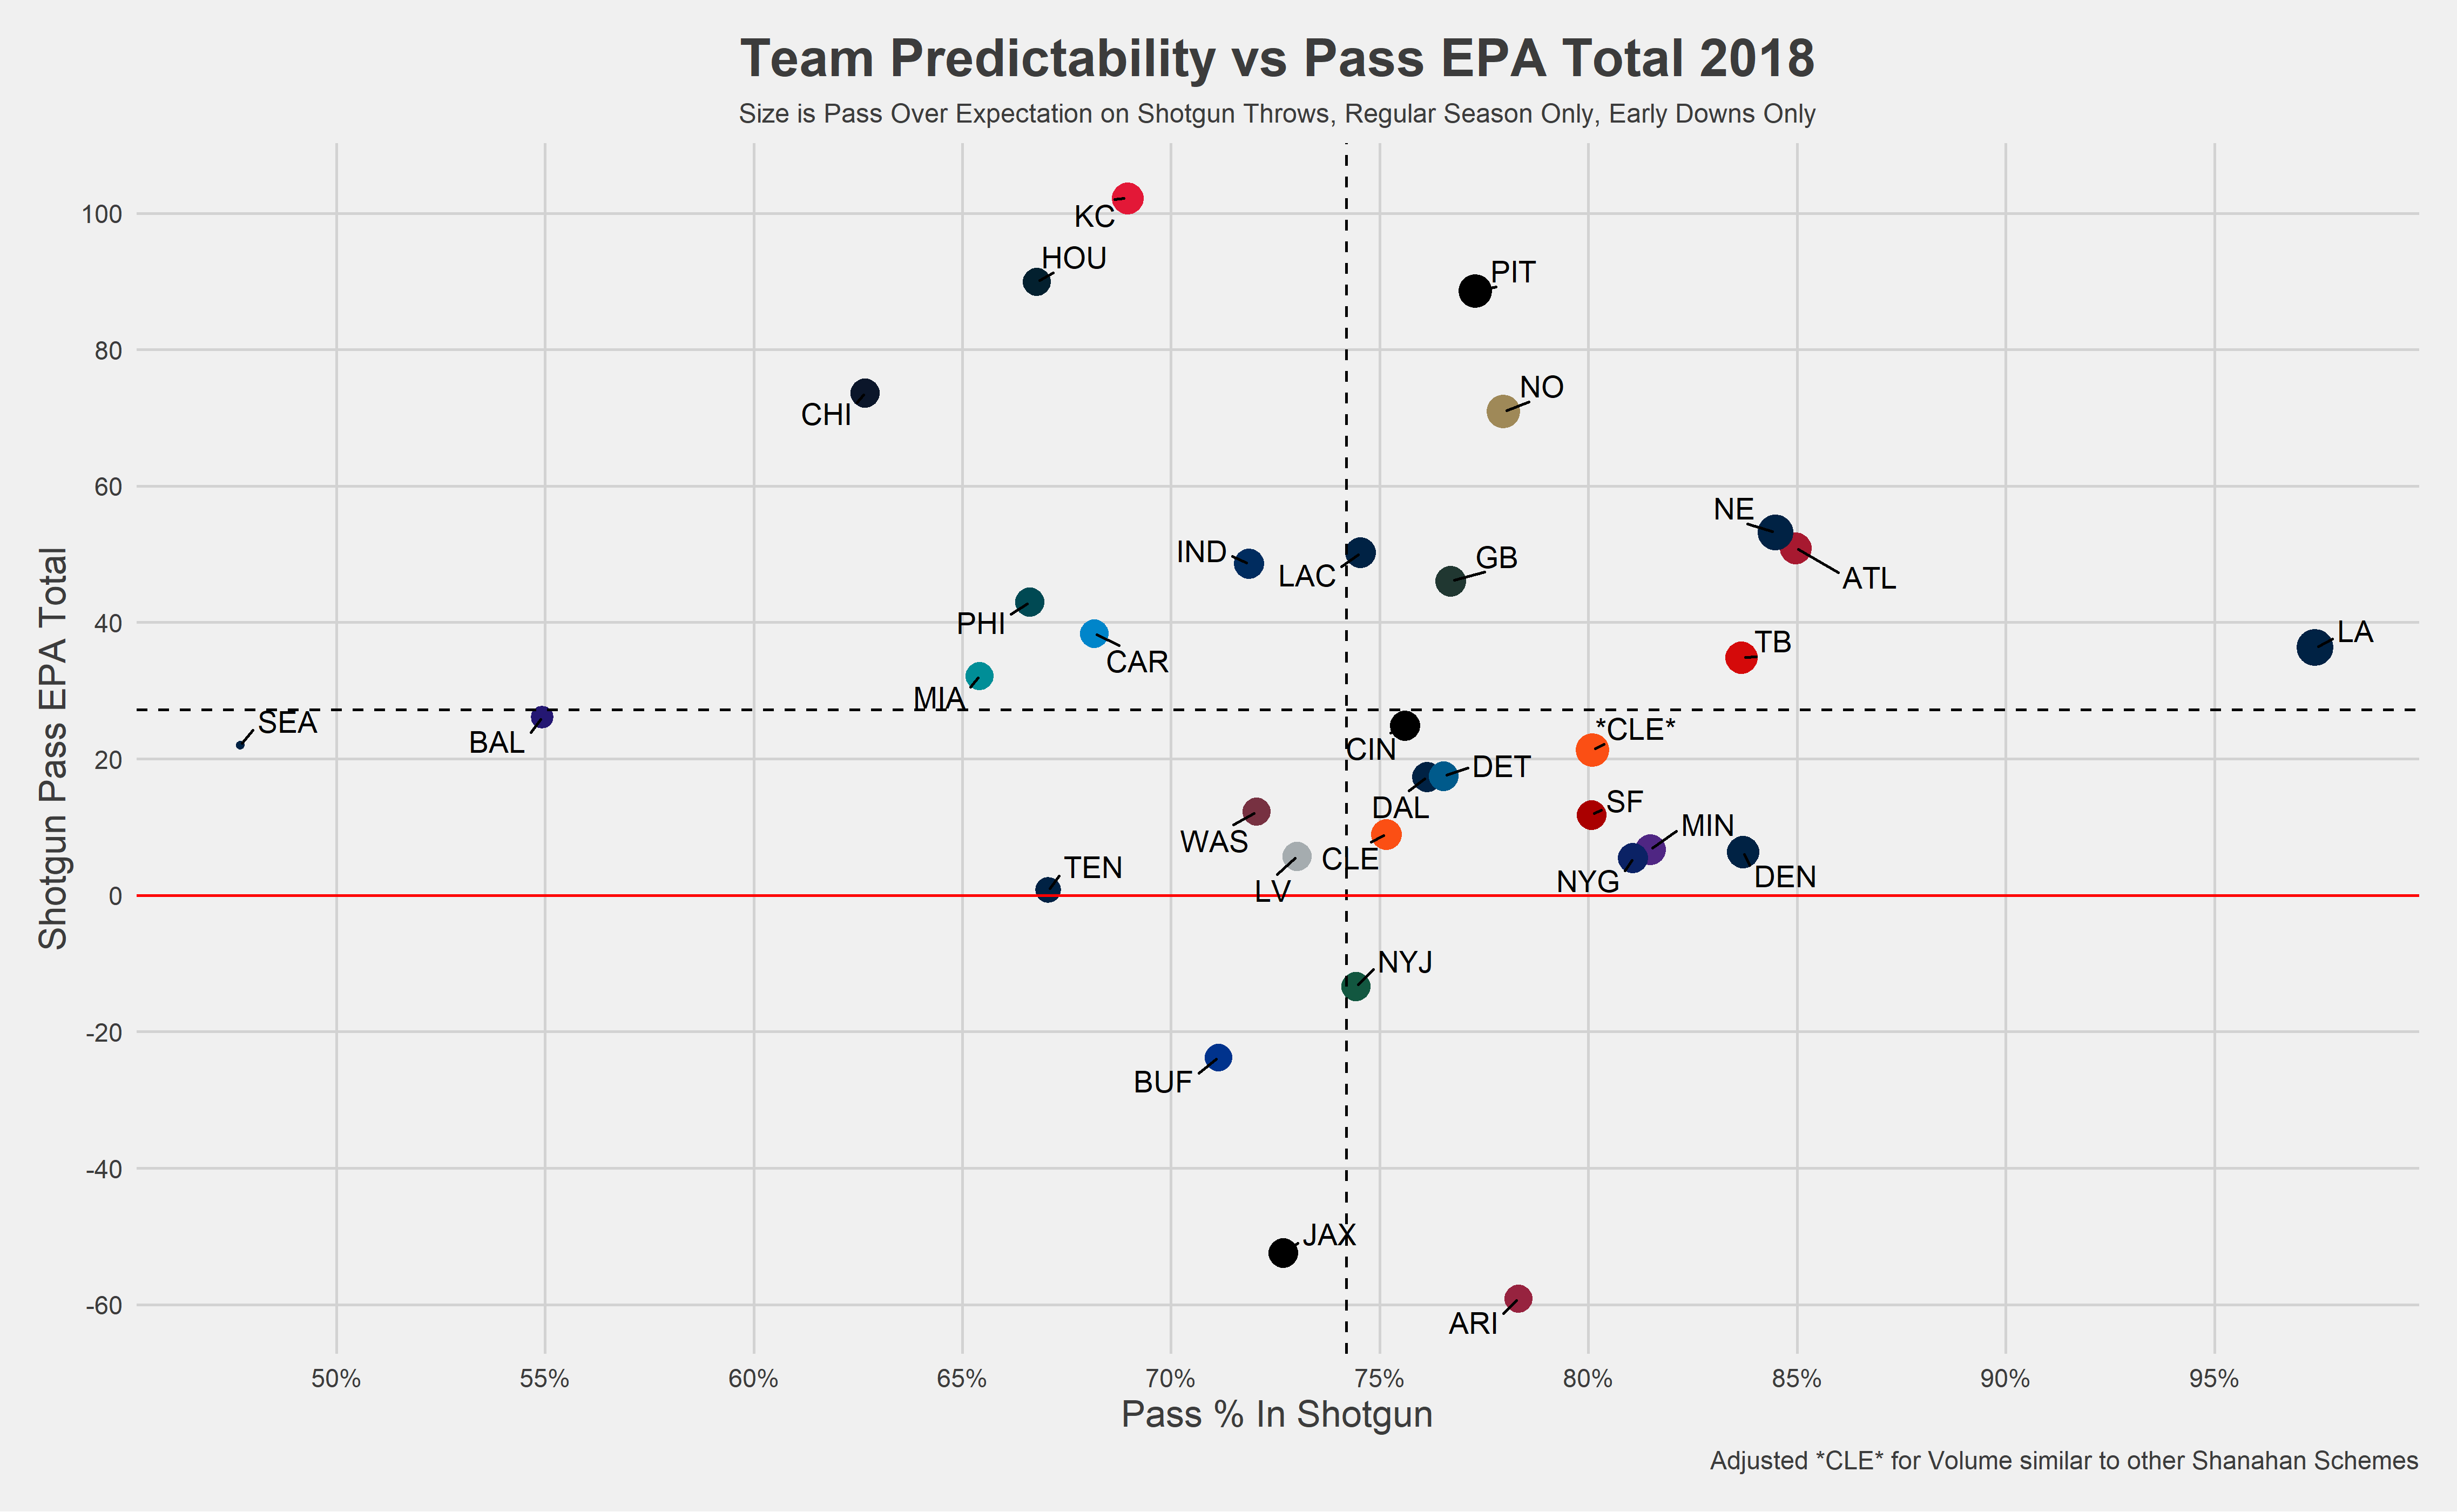 Team Predictability vs Pass EPA Total 2018
Size is Pass Over Expectation on Shotgun Throws, Regular Season Only, Early Downs Only
Shotgun Pass EPA Total
100
80
60
40
20
0
-20
-40
-60
KC
HOU
PIT
NO
CHI
NE
ATL
IND
LAC
GB
PHI
CAR
TB
LA
MIA
SEA
BAL
CIN
*CLE*
DET
DAL
SF
WAS
CLE
MIN
TEN
LV
NYG
DEN
NYJ
BUF
JAX
ARI
50%
55%
60%
65%
70%
75%
80%
85%
90%
95%
Pass % In Shotgun
Adjusted *CLE* for Volume similar to other Shanahan Schemes